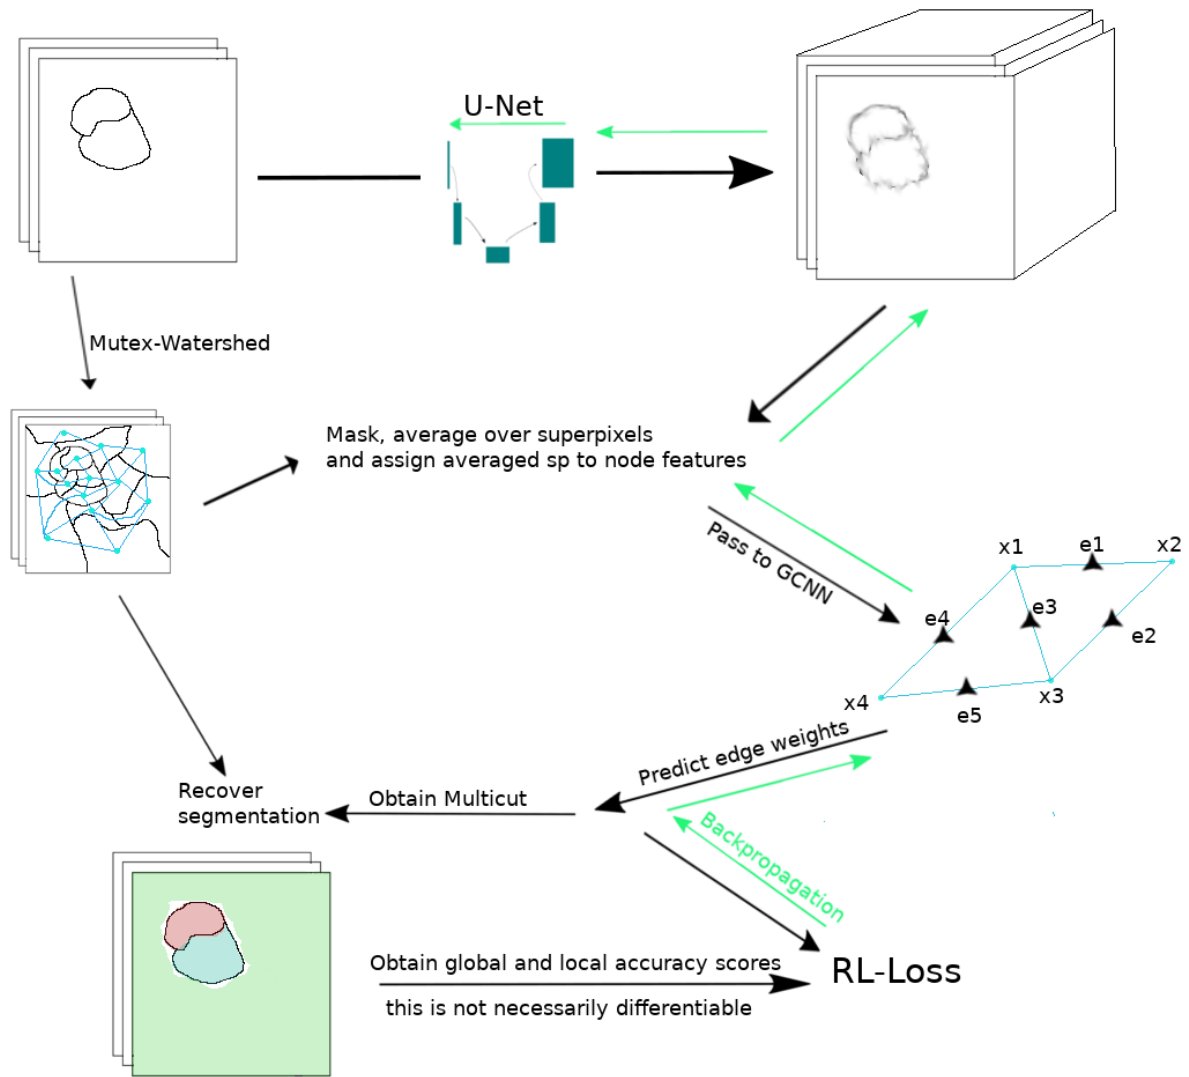 U-Net
Mutex-Watershed
Mask, average over superpixels
and assign averaged sp to node features
Pass to GCNN
x1
e1
x2
e4
e3
e2
x4
e5
x3
Predict edge weights
Recover
segmentation
Obtain Multicut
Backpropagation
Obtain global and local accuracy scores
this is not necessarily differentiable
RL-Loss